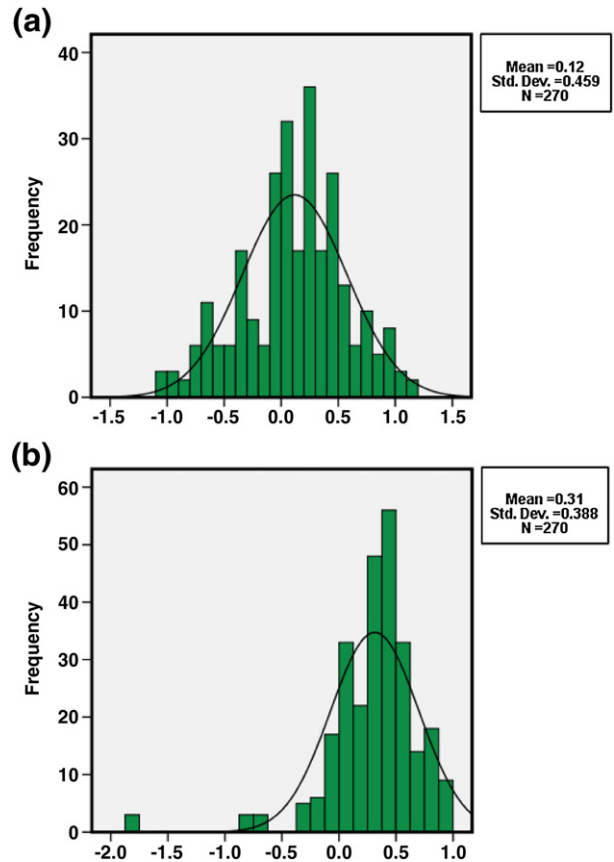 (a)
Mean =0.12
Std. Dev. =0.459
N =270
Frequency
40
30
20
10
0
-1.5 -1.0 -0.5 0.0 0.5 1.0 1.5
(b)
Mean =0.31
Std. Dev. =0.388
N =270
Frequency
60
50
40
30
20
10
0
-2.0 -1.5 -1.0 -0.5 0.0 0.5 1.0